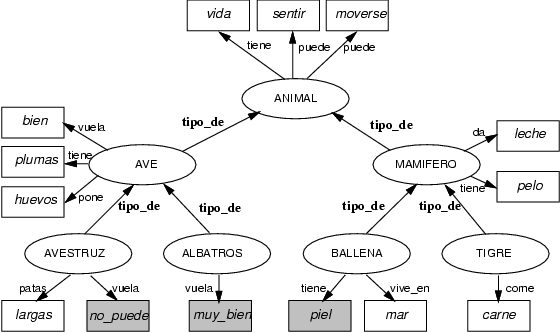 vida sentir moverse
tiene puede puede
ANIMAL
tipo_de tipo_de
bien vuela da leche
plumas tiene AVE MAMIFERO
huevos pone tiene pelo
tipo_de tipo_de tipo_de tipo_de
AVESTRUZ ALBATROS BALLENA TIGRE
patas vuela vuela tiene vive_en come
largas no_puede muy_bien piel mar carne